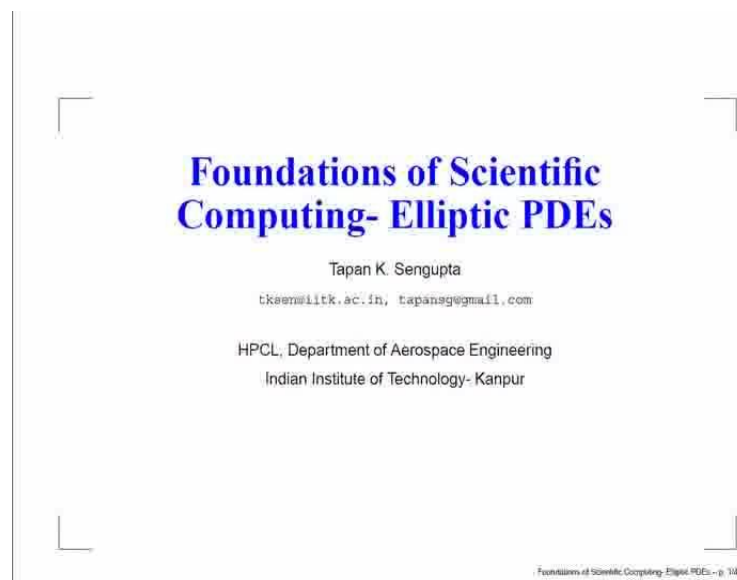 Foundations of Scientific
Computing- Elliptic PDEs
Tapan K. Sengupta
tksen@iitk.ac.in, tapansg@gmail.com
HPCL, Department of Aerospace Engineering
Indian Institute of Technology- Kanpur
Foundations of Scientific Computing- Elliptic PDEs – p.